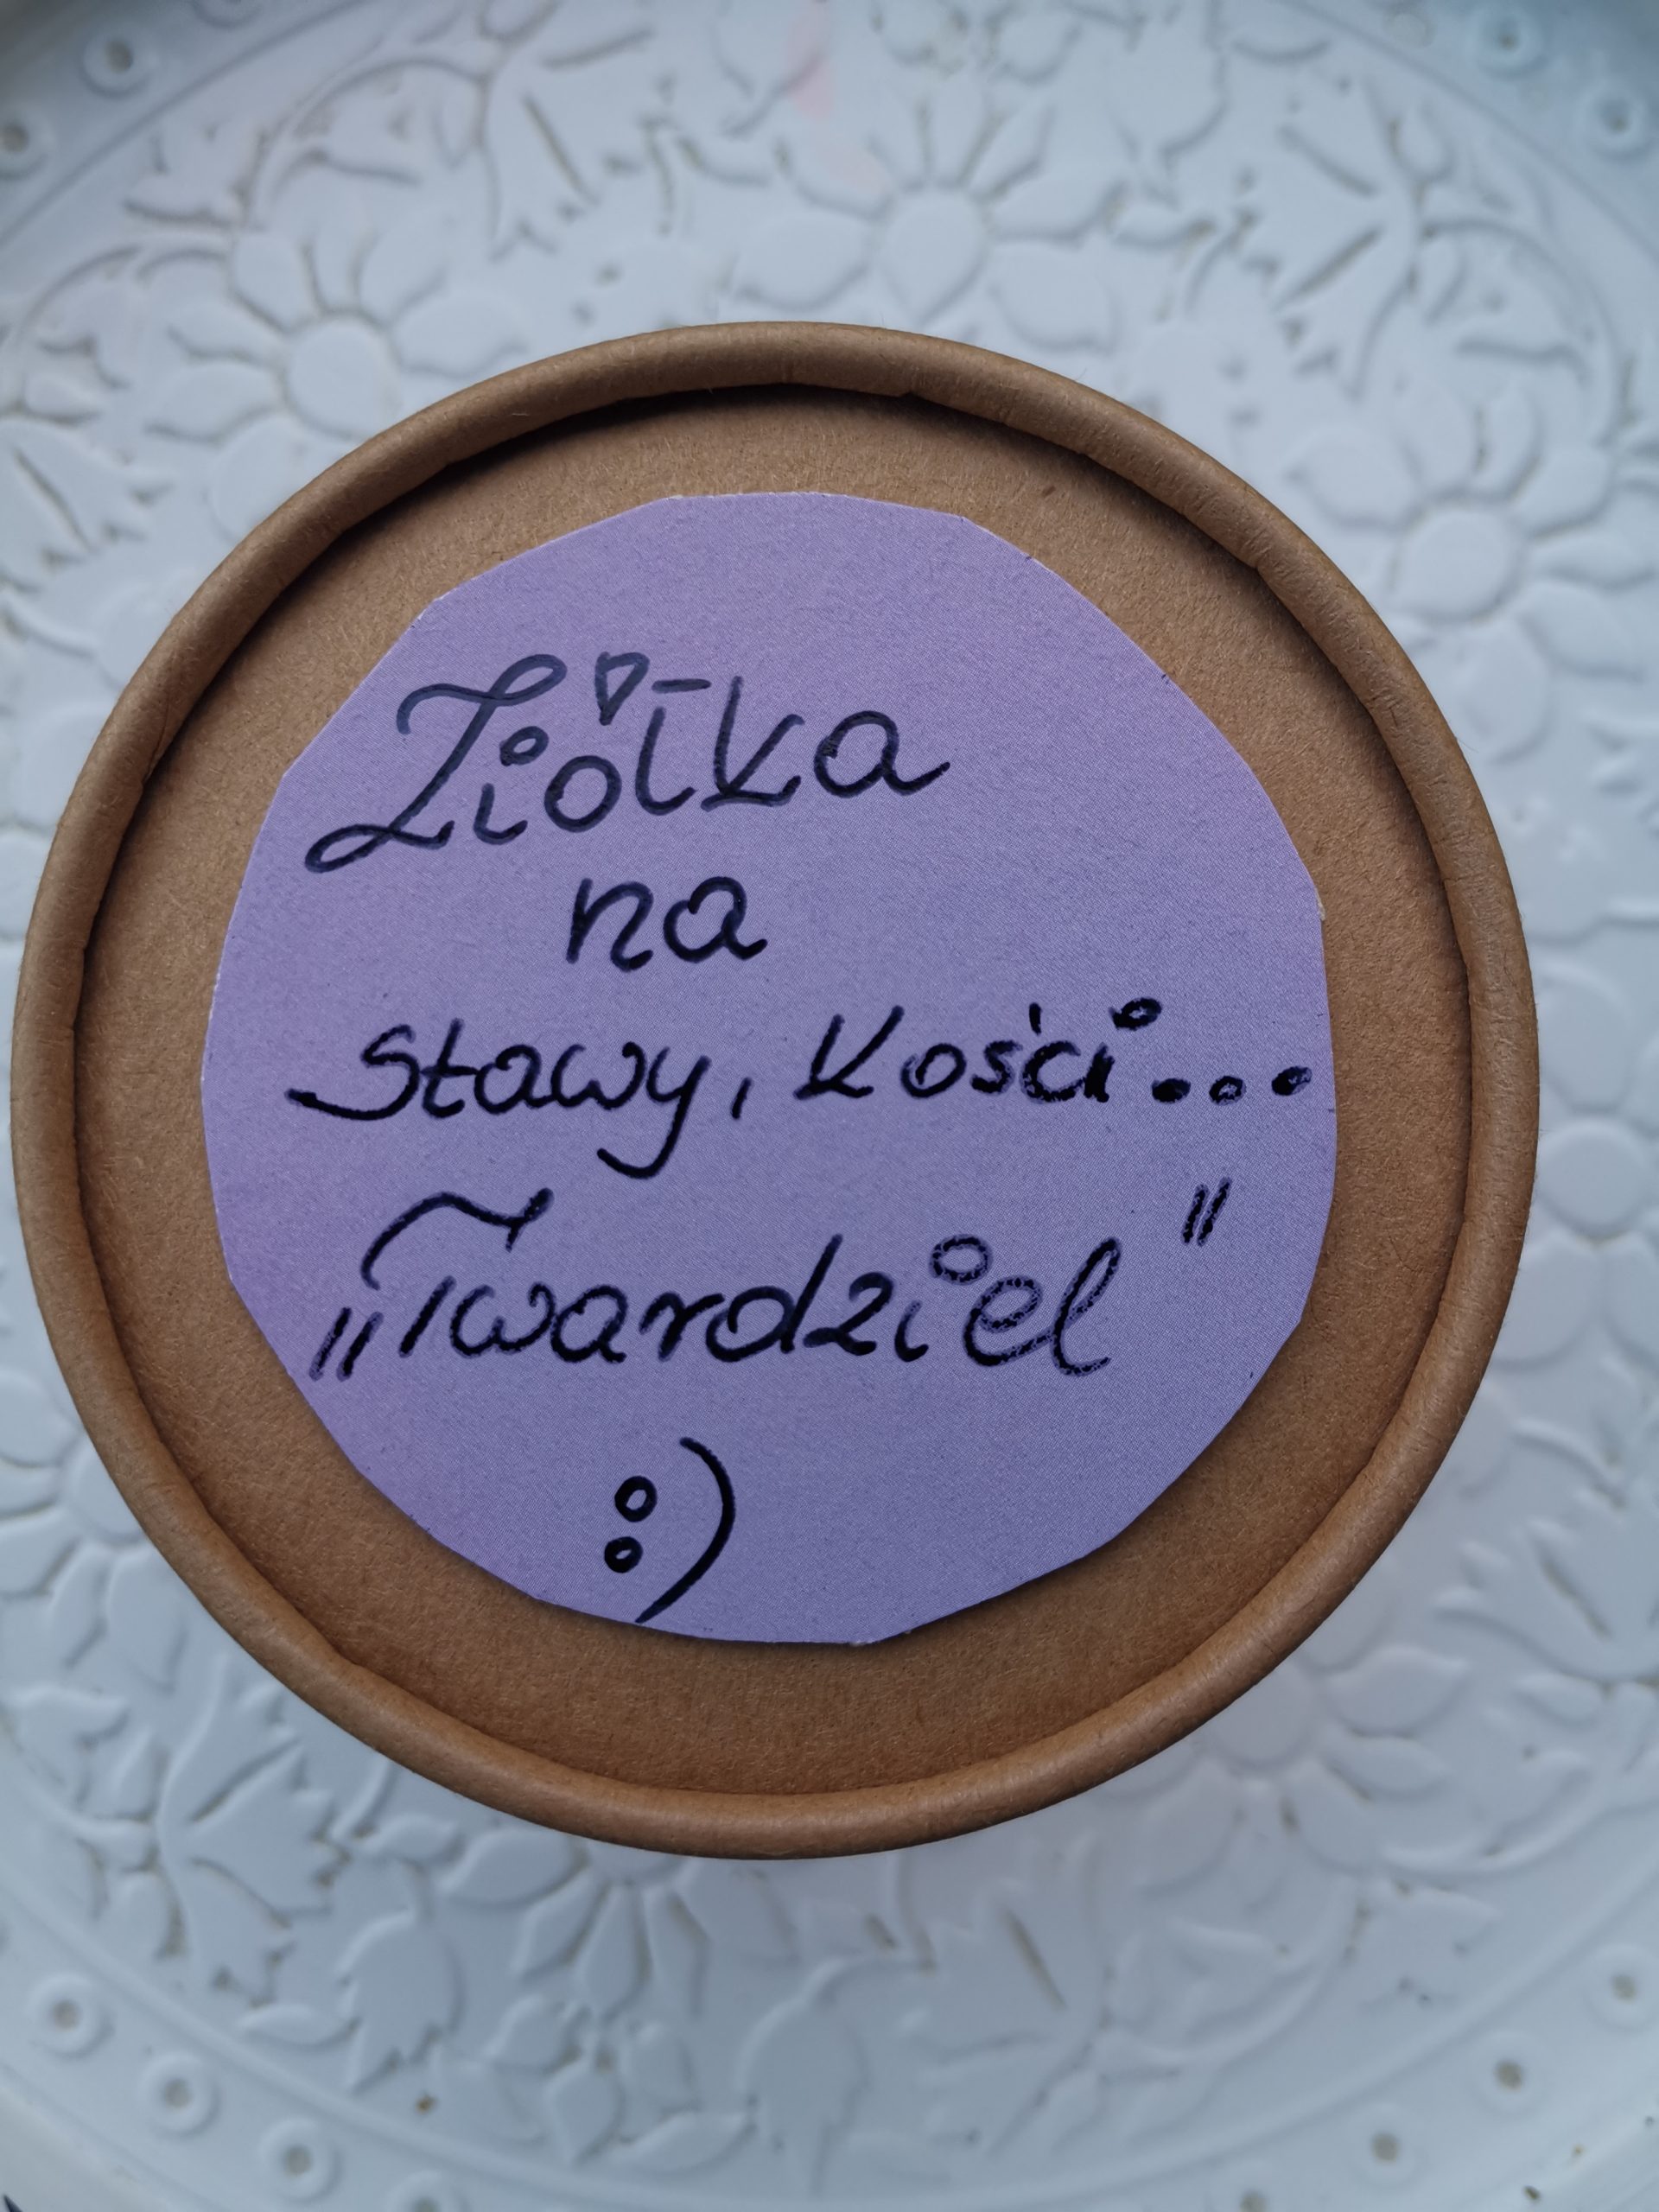 Ziółka
na
stawy, kości...
„Twardziel"
:)